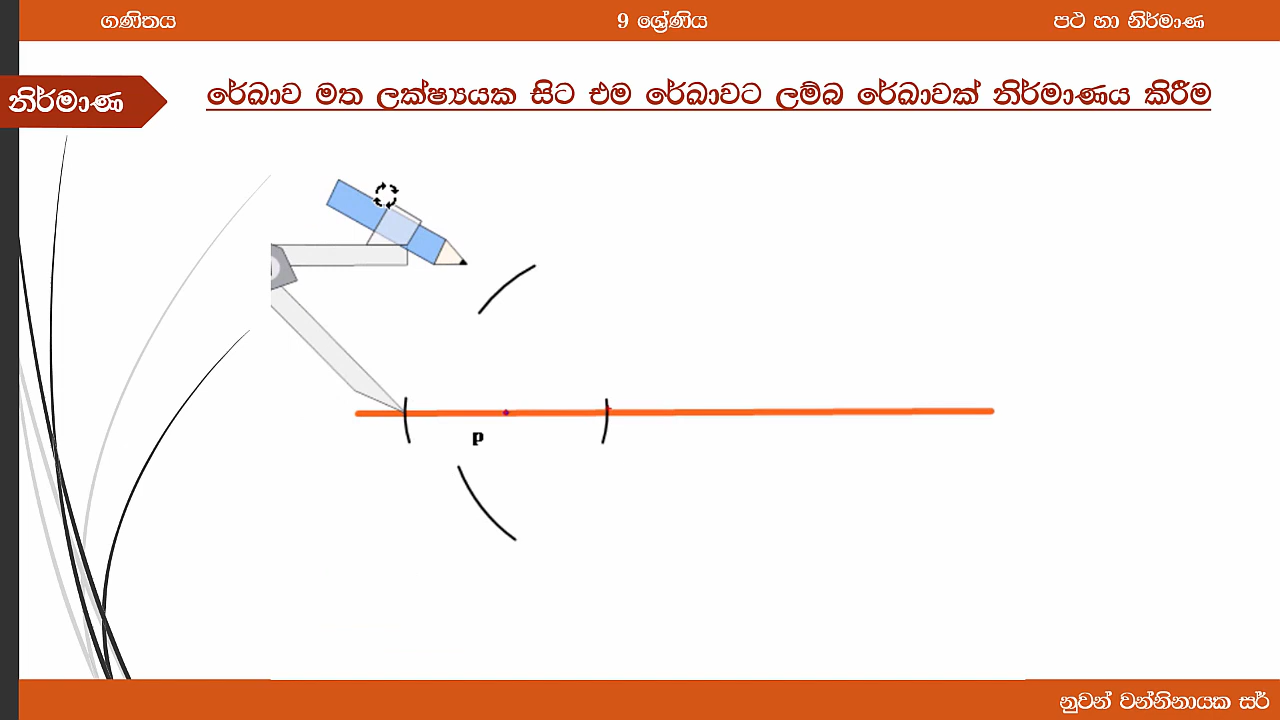 ගණිතය
9 ශ්‍රේණිය
පථ හා නිර්මාණ
නිර්මාණ
රේඛාව මත ලක්ෂ්‍යයක සිට එම රේඛාවට ලම්බ රේඛාවක් නිර්මාණය කිරීම
p
නුවන් වන්නිනායක සර්